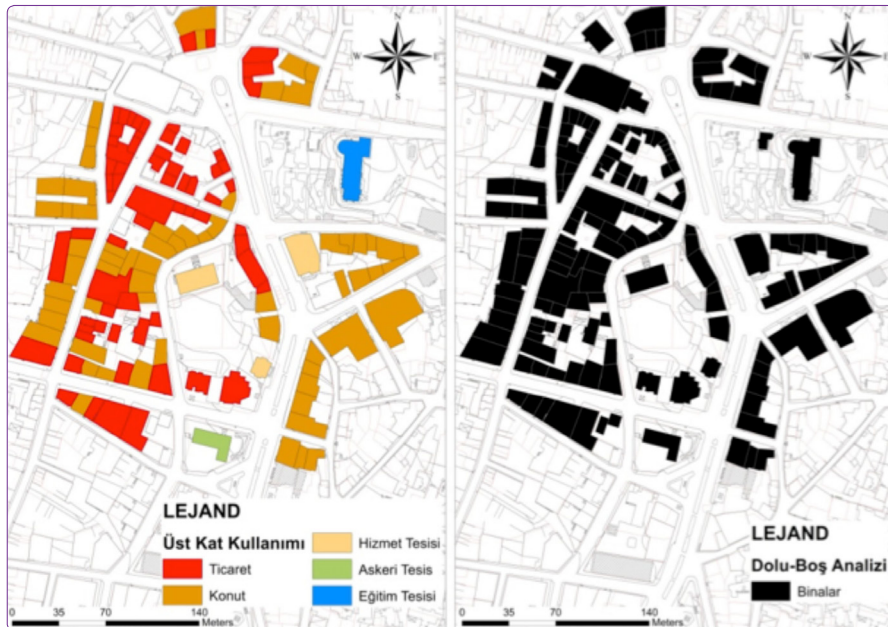 N
W
E
S
LEJAND
Üst Kat Kullanımı
Ticaret
Konut
Hizmet Tesisi
Askeri Tesis
Eğitim Tesisi
0 35 70 140
Meters
N
W
E
S
LEJAND
Dolu-Boş Analizi
Binalar
0 35 70 140
Meters